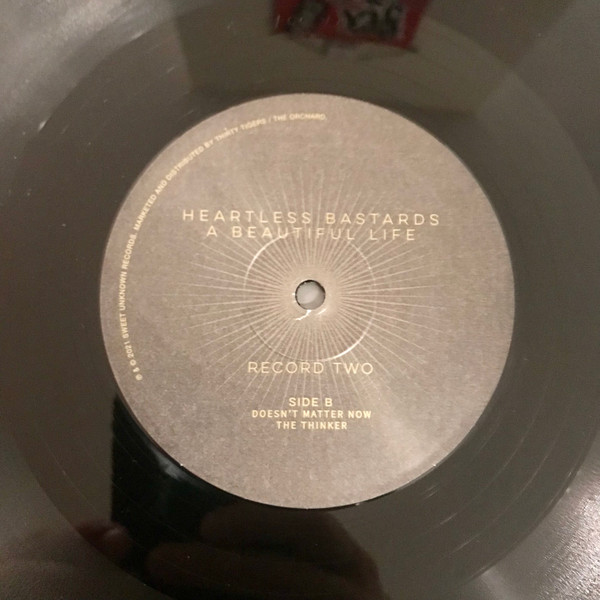 ℗ & © 2021 SWEET UNKNOWN RECORDS. MARKETED AND DISTRIBUTED BY THIRTY TIGERS / THE ORCHARD.
HEARTLESS BASTARDS
A BEAUTIFUL LIFE
RECORD TWO
SIDE B
DOESN'T MATTER NOW
THE THINKER